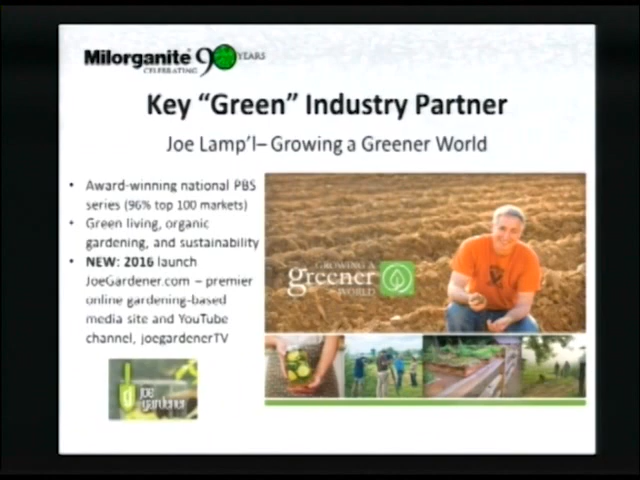 Milorganite® 90 YEARS
CELEBRATING
Key “Green” Industry Partner
Joe Lamp’l– Growing a Greener World
• Award-winning national PBS
series (96% top 100 markets)
• Green living, organic
gardening, and sustainability
• NEW: 2016 launch
JoeGardener.com – premier
online gardening-based
media site and YouTube
channel, joegardenerTV
GROWING A
greener
WORLD
joe
gardener